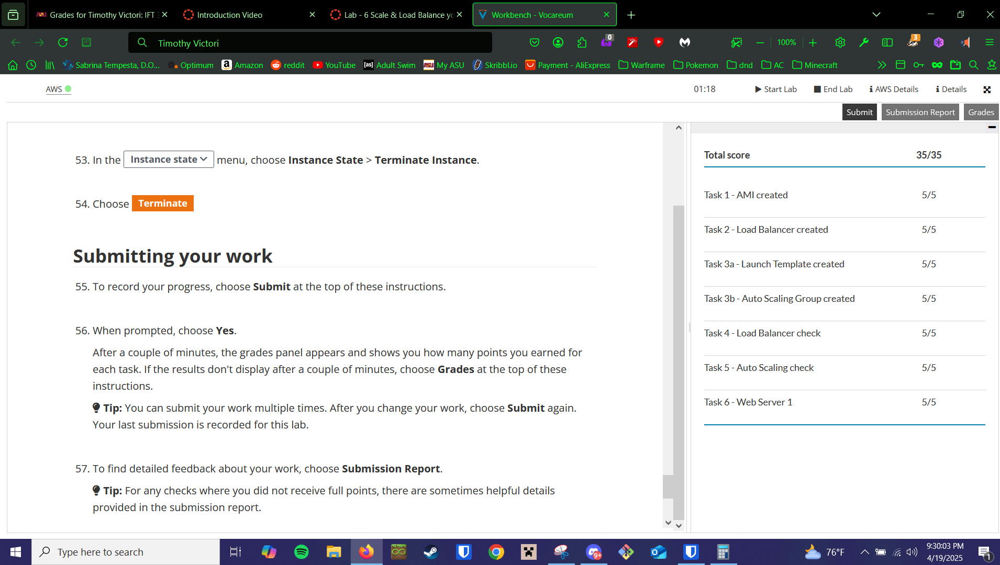 Grades for Timothy Victori: IFT 3
Introduction Video
Lab - 6 Scale & Load Balance yo
Workbench - Vocareum
Timothy Victori
0
100%
3
Sabrina Tempesta, D.O...
Optimum
a Amazon
reddit
YouTube
[as] Adult Swim
ASU My ASU
Skribbl.io
Payment - AliExpress
Warframe
Pokemon
dnd
AC
Minecraft
AWS
01:18
Start Lab
End Lab
AWS Details
Details
Submit
Submission Report
Grades
53. In the Instance state menu, choose Instance State > Terminate Instance.
54. Choose Terminate
Submitting your work
55. To record your progress, choose Submit at the top of these instructions.
56. When prompted, choose Yes.
After a couple of minutes, the grades panel appears and shows you how many points you earned for
each task. If the results don't display after a couple of minutes, choose Grades at the top of these
instructions.
Tip: You can submit your work multiple times. After you change your work, choose Submit again.
Your last submission is recorded for this lab.
57. To find detailed feedback about your work, choose Submission Report.
Tip: For any checks where you did not receive full points, there are sometimes helpful details
provided in the submission report.
Total score 35/35
Task 1 - AMI created 5/5
Task 2 - Load Balancer created 5/5
Task 3a - Launch Template created 5/5
Task 3b - Auto Scaling Group created 5/5
Task 4 - Load Balancer check 5/5
Task 5 - Auto Scaling check 5/5
Task 6 - Web Server 1 5/5
Type here to search
9+
76°F
9:30:03 PM
4/19/2025
1